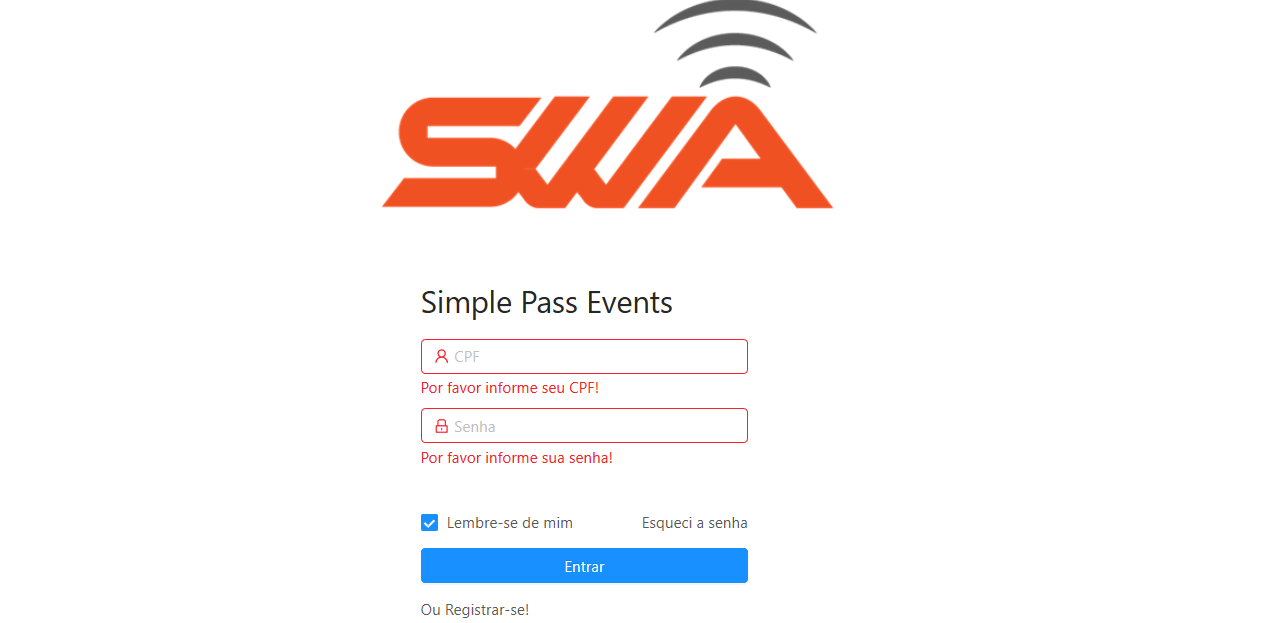 SWA
Simple Pass Events
CPF
Por favor informe seu CPF!
Senha
Por favor informe sua senha!
Lembre-se de mim Esqueci a senha
Entrar
Ou Registrar-se!